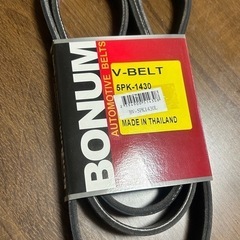 BONUM
AUTOMOTIVE BELTS
V-BELT
5PK-1430
MADE IN THAILAND